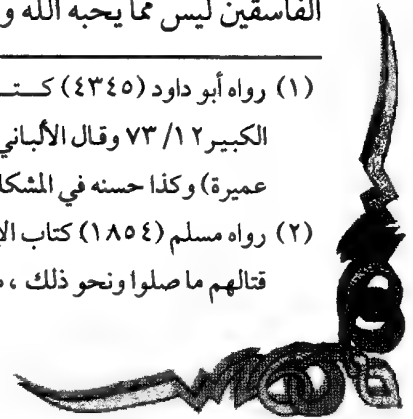 الفاسقين ليس مما يحبه الله و
(١) رواه أبو داود (٤٣٤٥) كـتـ
الكبير ١٢/ ٧٣ وقال الألباني
عميرة) وكذا حسنه في المشكا
(٢) رواه مسلم (١٨٥٤) كتاب الإ
قتالهم ما صلوا ونحو ذلك ،